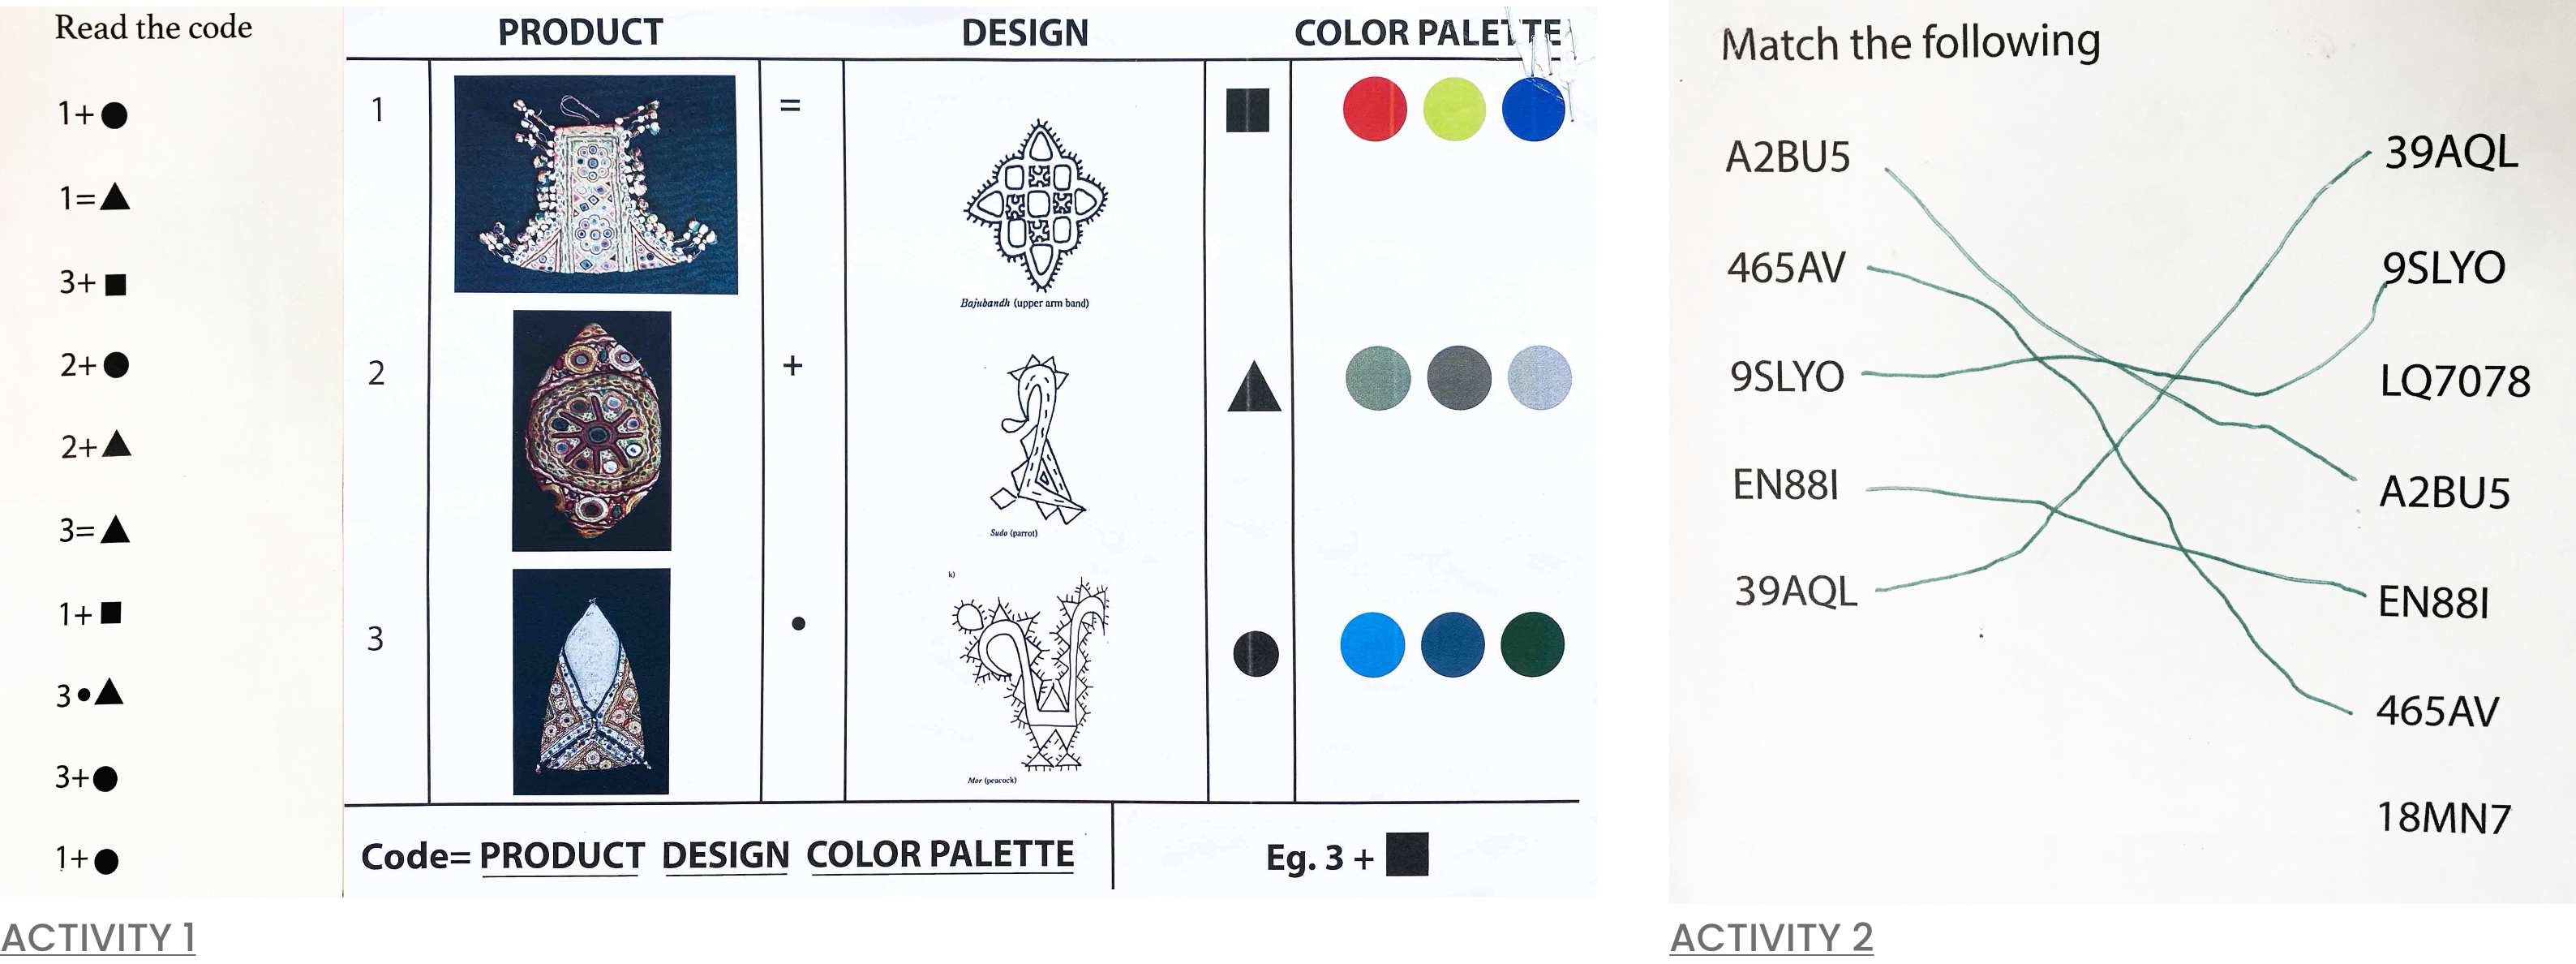 Read the code
1+●
1=▲
3+■
2+●
2+▲
3=▲
1+■
3•▲
3+●
1+●
PRODUCT DESIGN COLOR PALETTE
1 = ■
Bajubandh (upper arm band)
2 + ▲
Sudo (parrot)
k)
3 • ●
Mor (peacock)
Code= PRODUCT DESIGN COLOR PALETTE
Eg. 3 + ■
ACTIVITY 1
Match the following
A2BU5
465AV
9SLYO
EN88I
39AQL
39AQL
9SLYO
LQ7078
A2BU5
EN88I
465AV
18MN7
ACTIVITY 2